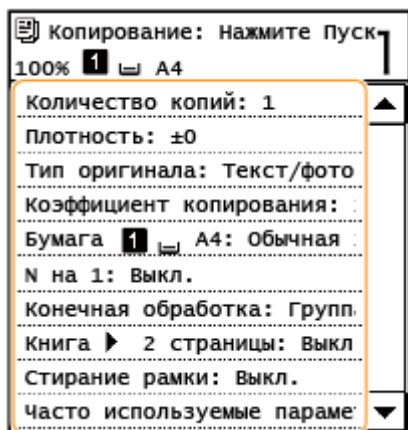 Копирование: Нажмите Пуск
100% 1 A4
Количество копий: 1
Плотность: ±0
Тип оригинала: Текст/фото
Коэффициент копирования:
Бумага 1 A4: Обычная
N на 1: Выкл.
Конечная обработка: Групп
Книга ▶ 2 страницы: Выкл
Стирание рамки: Выкл.
Часто используемые параме